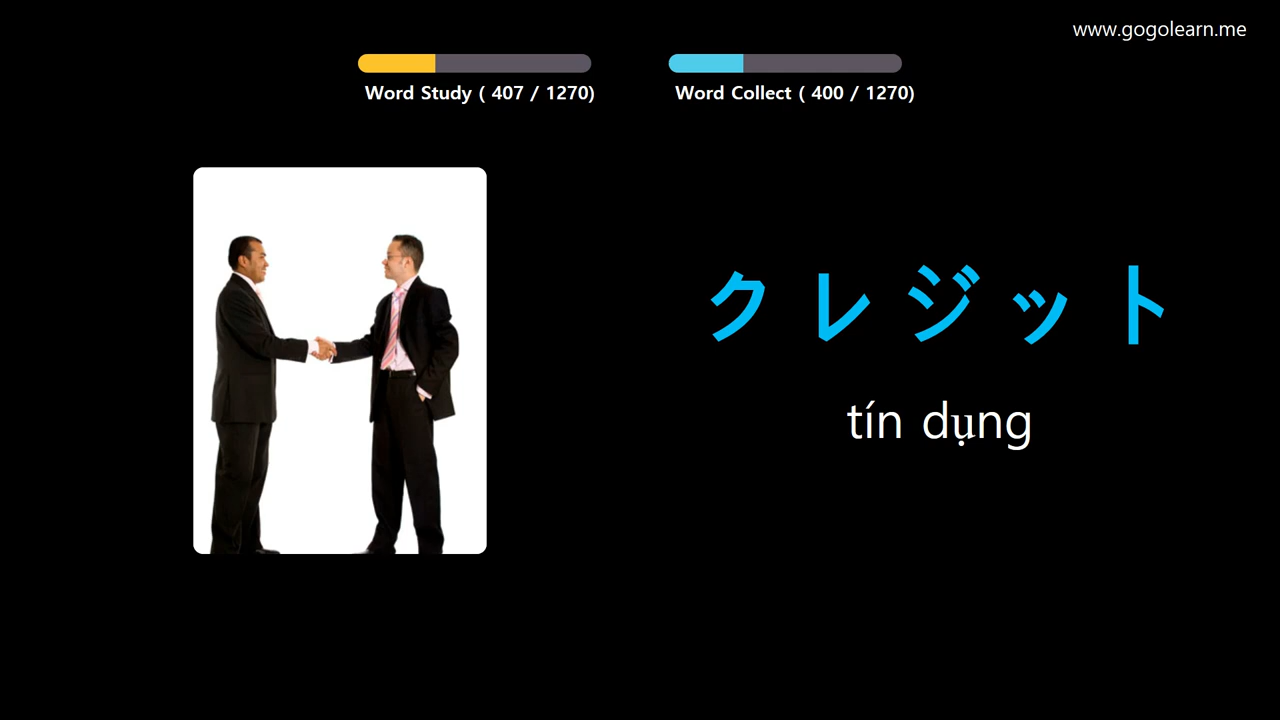 www.gogolearn.me
Word Study ( 407 / 1270)
Word Collect ( 400 / 1270)
クレジット
tín dụng